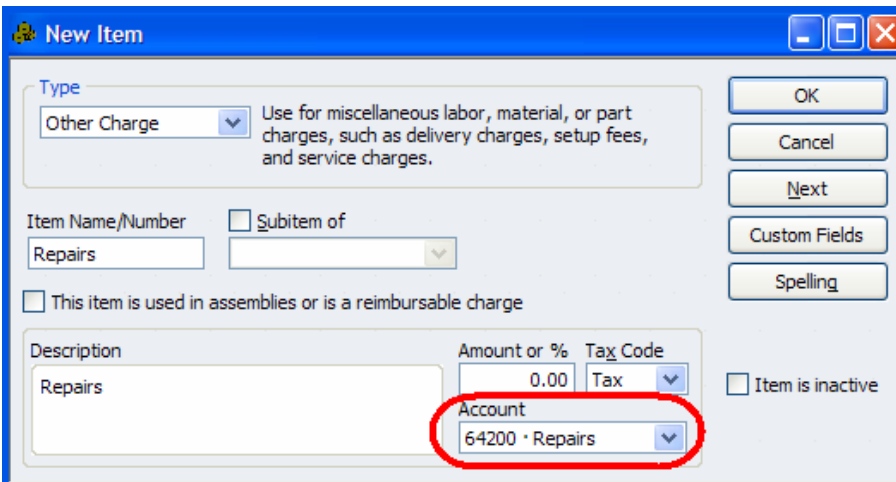 New Item
Type
Other Charge
Use for miscellaneous labor, material, or part
charges, such as delivery charges, setup fees,
and service charges.
OK
Cancel
Next
Custom Fields
Spelling
Item Name/Number
Subitem of
Repairs
This item is used in assemblies or is a reimbursable charge
Description
Amount or %
Tax Code
Repairs
0.00
Tax
Item is inactive
Account
64200 · Repairs